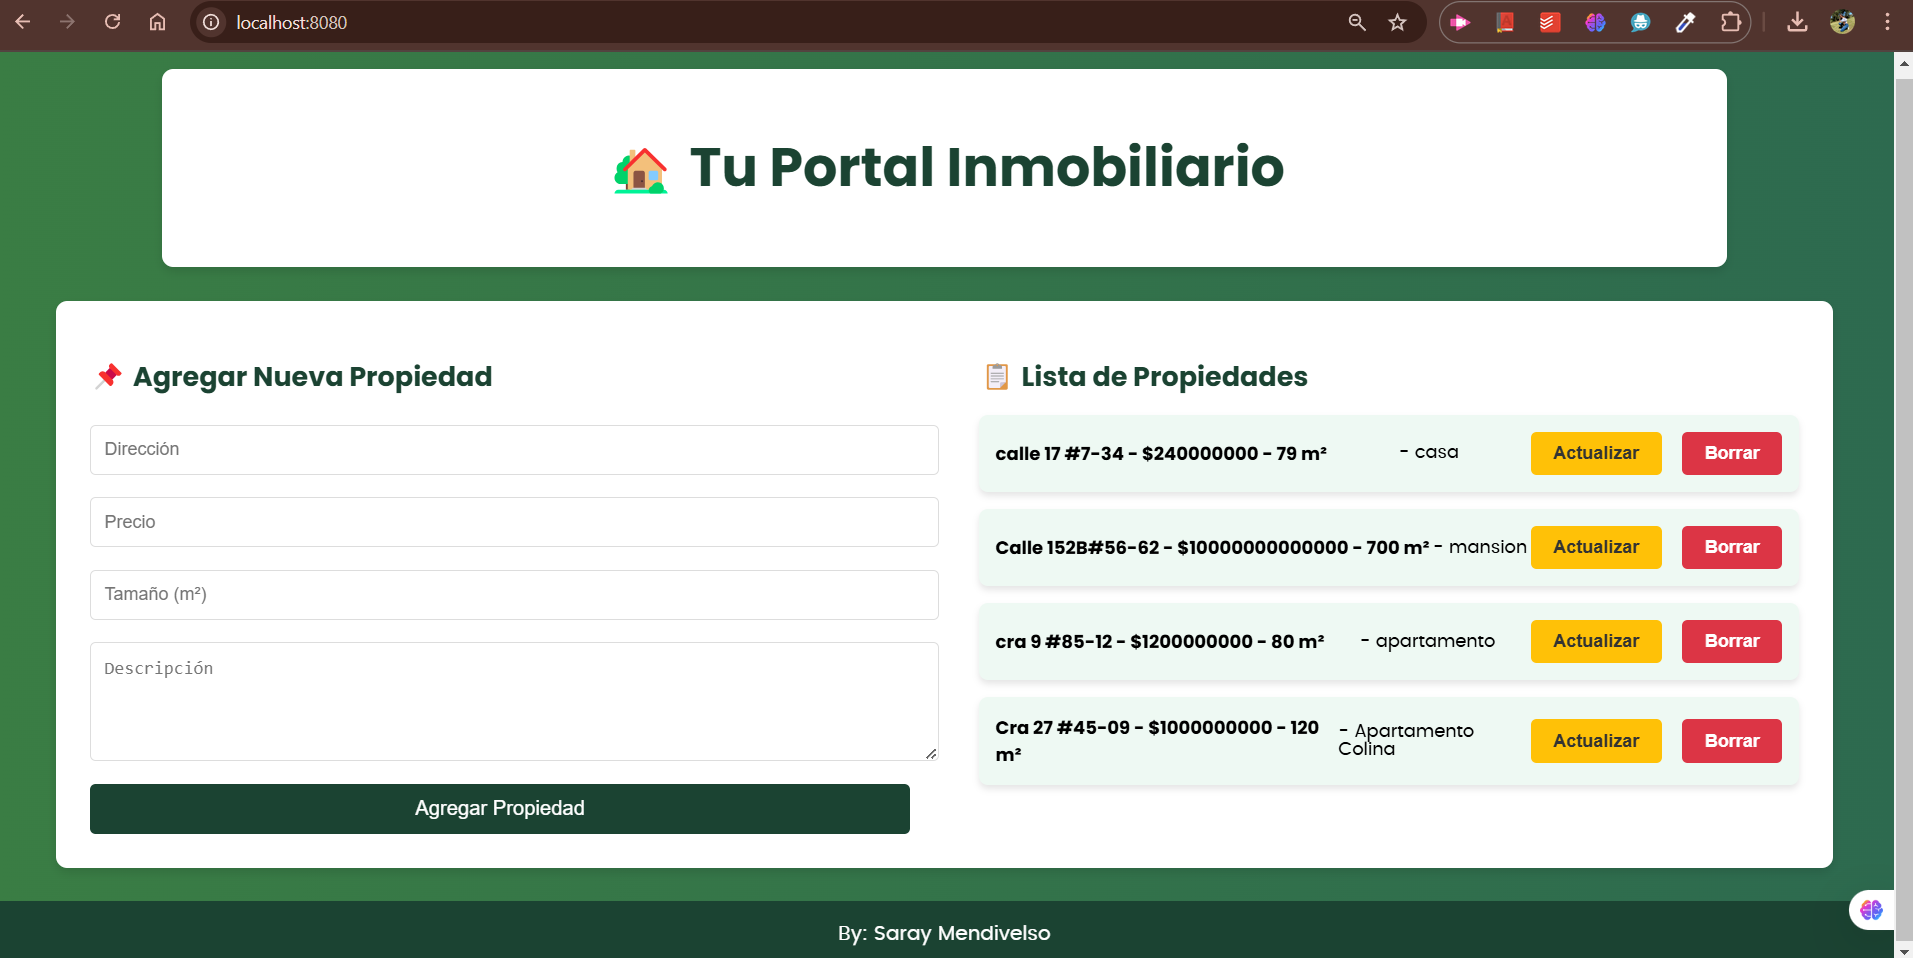 localhost:8080
Tu Portal Inmobiliario
Agregar Nueva Propiedad
Dirección
Precio
Tamaño (m²)
Descripción
Agregar Propiedad
Lista de Propiedades
calle 17 #7-34 - $240000000 - 79 m² - casa Actualizar Borrar
Calle 152B#56-62 - $10000000000000 - 700 m² - mansion Actualizar Borrar
cra 9 #85-12 - $1200000000 - 80 m² - apartamento Actualizar Borrar
Cra 27 #45-09 - $1000000000 - 120
m²
- Apartamento
Colina
Actualizar Borrar
By: Saray Mendivelso